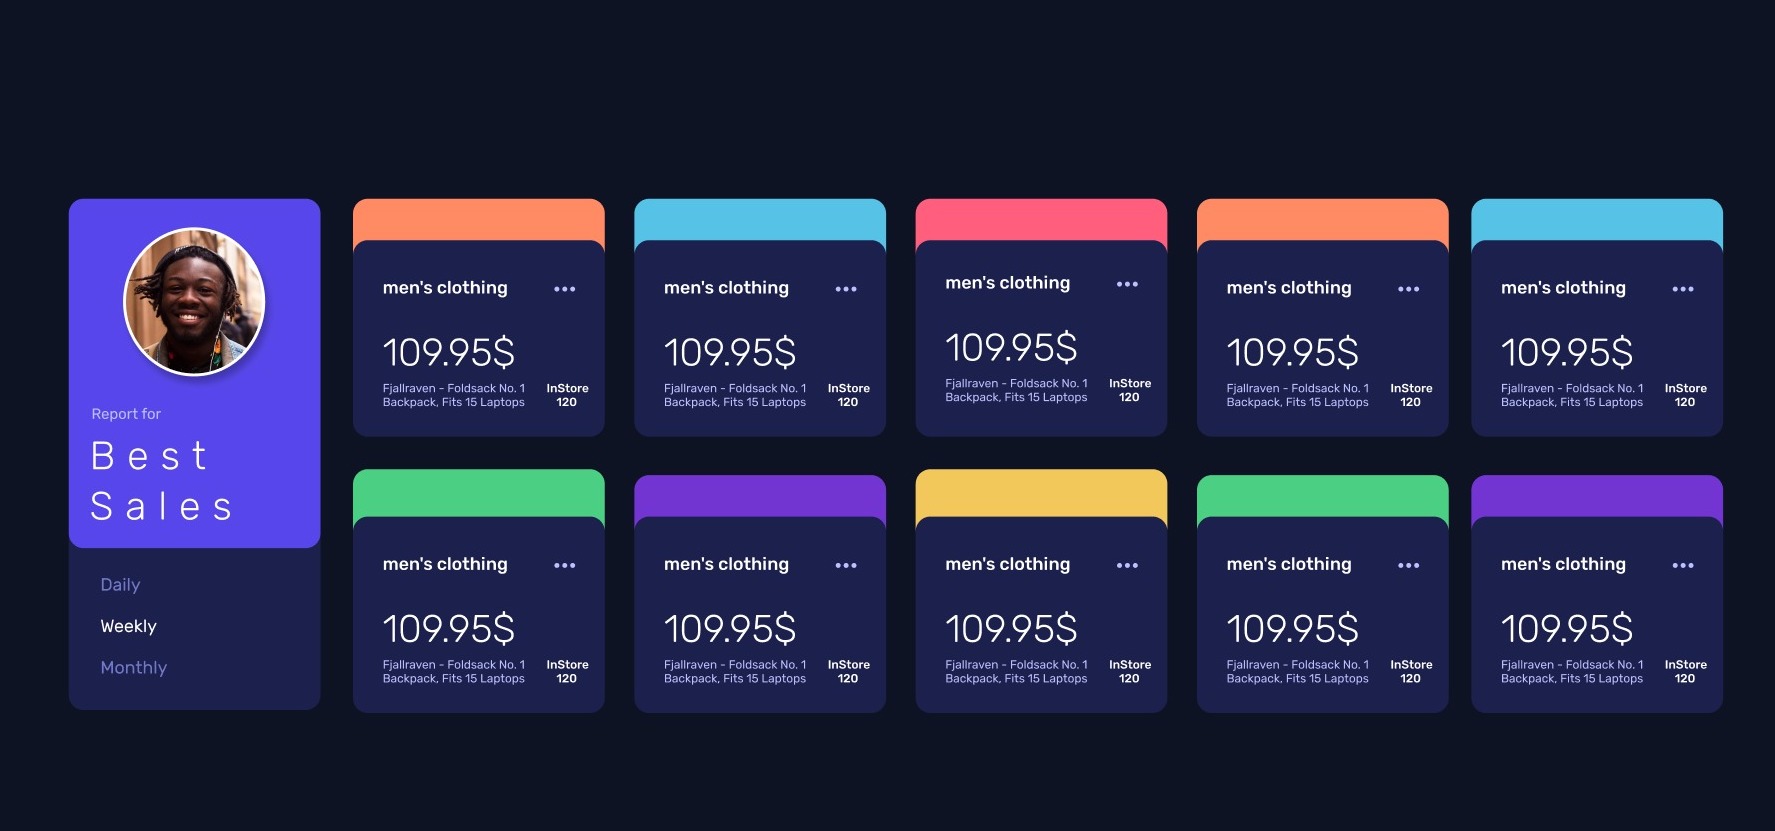 Report for
Best
Sales
Daily
Weekly
Monthly
men's clothing
109.95$
Fjallraven - Foldsack No. 1
Backpack, Fits 15 Laptops
InStore
120
men's clothing
109.95$
Fjallraven - Foldsack No. 1
Backpack, Fits 15 Laptops
InStore
120
men's clothing
109.95$
Fjallraven - Foldsack No. 1
Backpack, Fits 15 Laptops
InStore
120
men's clothing
109.95$
Fjallraven - Foldsack No. 1
Backpack, Fits 15 Laptops
InStore
120
men's clothing
109.95$
Fjallraven - Foldsack No. 1
Backpack, Fits 15 Laptops
InStore
120
men's clothing
109.95$
Fjallraven - Foldsack No. 1
Backpack, Fits 15 Laptops
InStore
120
men's clothing
109.95$
Fjallraven - Foldsack No. 1
Backpack, Fits 15 Laptops
InStore
120
men's clothing
109.95$
Fjallraven - Foldsack No. 1
Backpack, Fits 15 Laptops
InStore
120
men's clothing
109.95$
Fjallraven - Foldsack No. 1
Backpack, Fits 15 Laptops
InStore
120
men's clothing
109.95$
Fjallraven - Foldsack No. 1
Backpack, Fits 15 Laptops
InStore
120